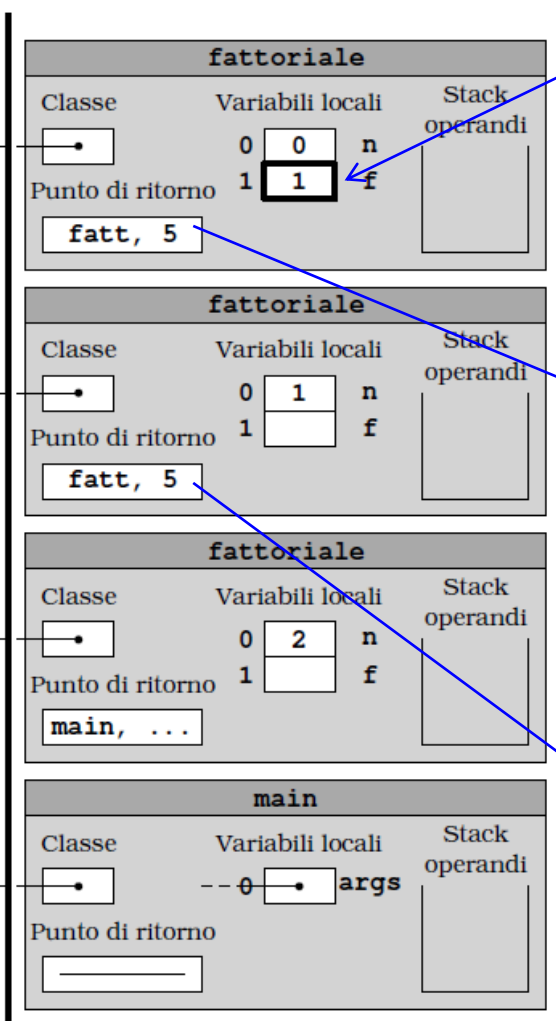 fattoriale
Classe Variabili locali Stack operandi
0 0 n
1 1 f
Punto di ritorno
fatt, 5
fattoriale
Classe Variabili locali Stack operandi
0 1 n
1 f
Punto di ritorno
fatt, 5
fattoriale
Classe Variabili locali Stack operandi
0 2 n
1 f
Punto di ritorno
main, ...
main
Classe Variabili locali Stack operandi
0 args
Punto di ritorno